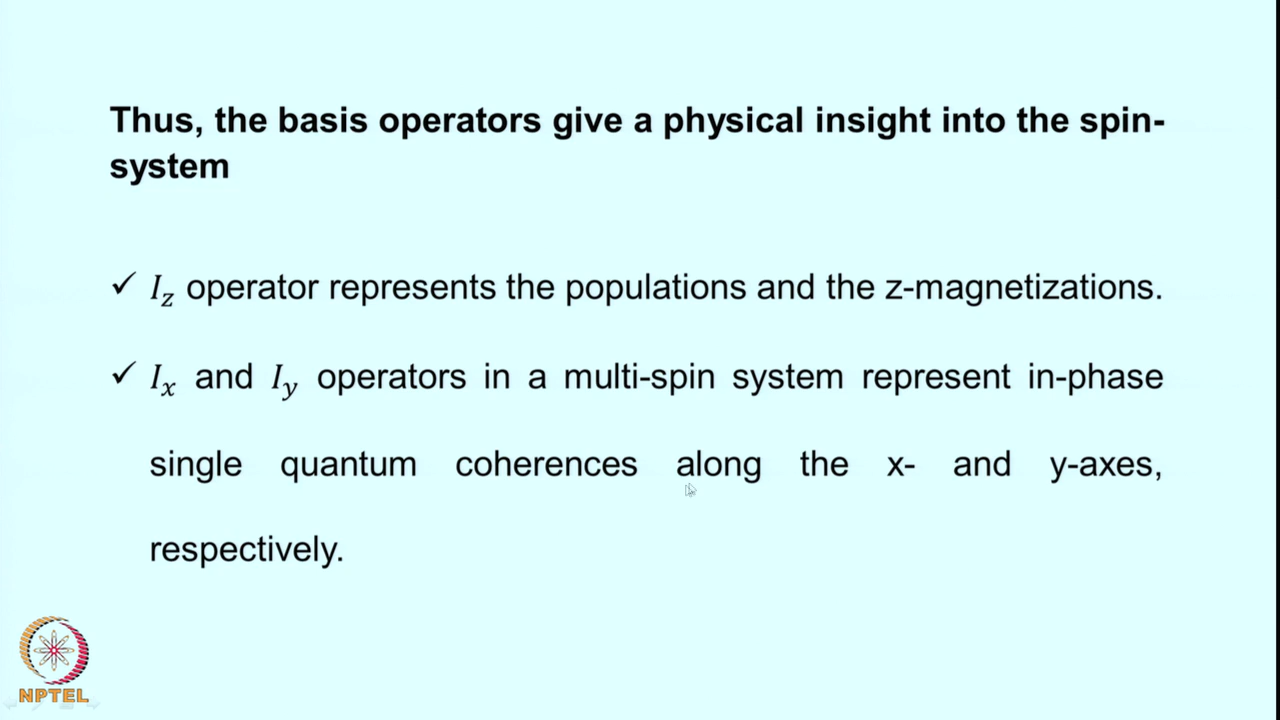 Thus, the basis operators give a physical insight into the spin-
system
✓ I_z operator represents the populations and the z-magnetizations.
✓ I_x and I_y operators in a multi-spin system represent in-phase
single quantum coherences along the x- and y-axes,
respectively.
NPTEL